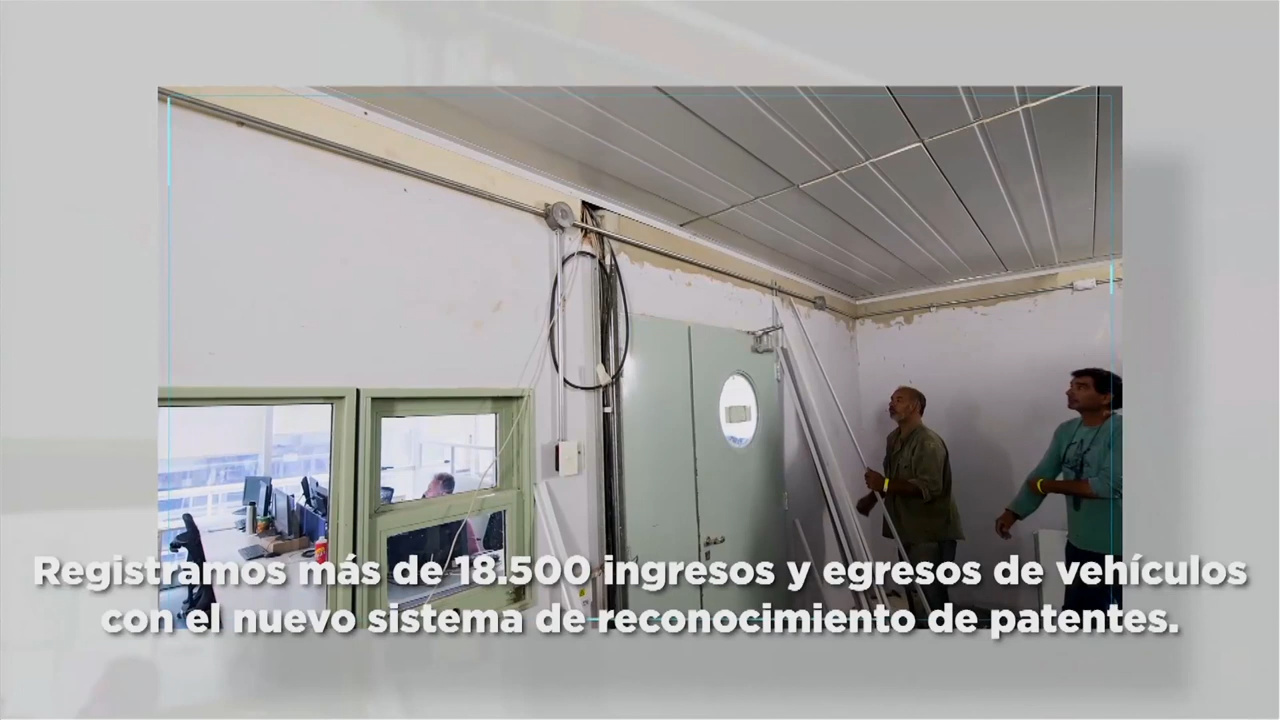 Registramos más de 18.500 ingresos y egresos de vehículos
con el nuevo sistema de reconocimiento de patentes.